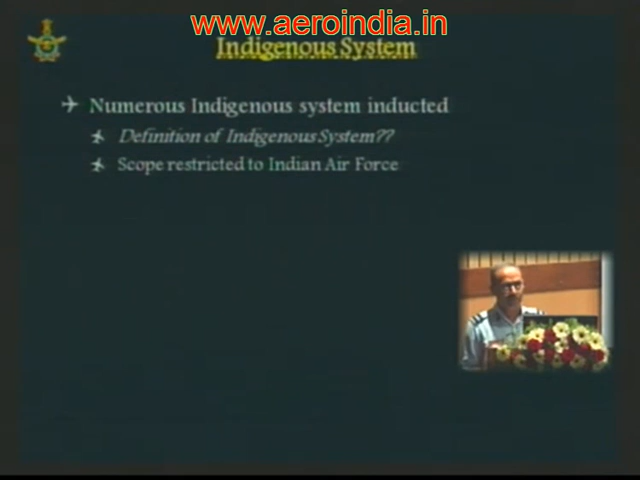 www.aeroindia.in
Indigenous System
Numerous Indigenous system inducted
Definition of Indigenous System??
Scope restricted to Indian Air Force